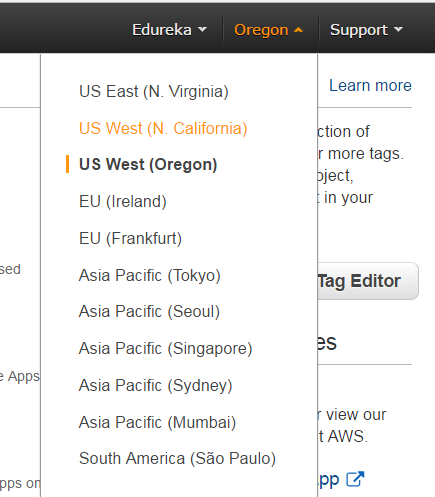 Edureka Oregon Support
US East (N. Virginia)
Learn more
US West (N. California)
ction of
US West (Oregon)
r more tags.
oject,
EU (Ireland)
t in your
EU (Frankfurt)
sed
Asia Pacific (Tokyo)
Tag Editor
Asia Pacific (Seoul)
Asia Pacific (Singapore)
es
e Apps
Asia Pacific (Sydney)
Asia Pacific (Mumbai)
r view our
t AWS.
South America (São Paulo)
pps on
pp